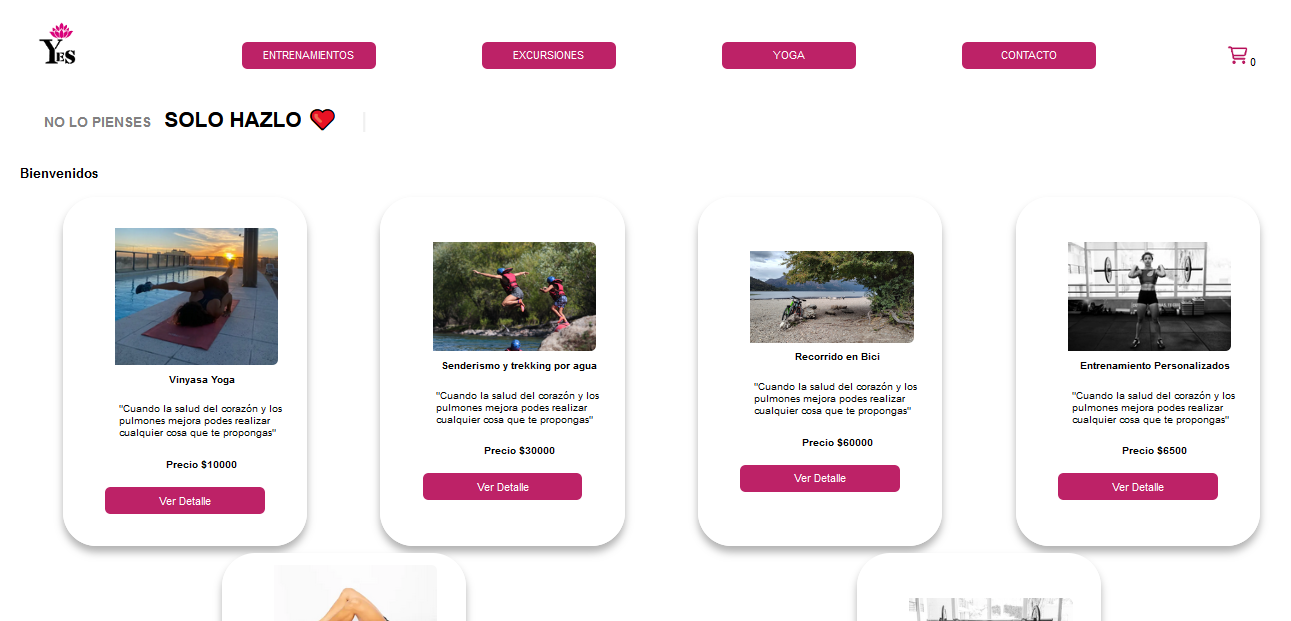 Yes
ENTRENAMIENTOS
EXCURSIONES
YOGA
CONTACTO
0
NO LO PIENSES SOLO HAZLO
Bienvenidos
Vinyasa Yoga
"Cuando la salud del corazón y los
pulmones mejora podes realizar
cualquier cosa que te propongas"
Precio $10000
Ver Detalle
Senderismo y trekking por agua
"Cuando la salud del corazón y los
pulmones mejora podes realizar
cualquier cosa que te propongas"
Precio $30000
Ver Detalle
Recorrido en Bici
"Cuando la salud del corazón y los
pulmones mejora podes realizar
cualquier cosa que te propongas"
Precio $60000
Ver Detalle
Entrenamiento Personalizados
"Cuando la salud del corazón y los
pulmones mejora podes realizar
cualquier cosa que te propongas"
Precio $6500
Ver Detalle